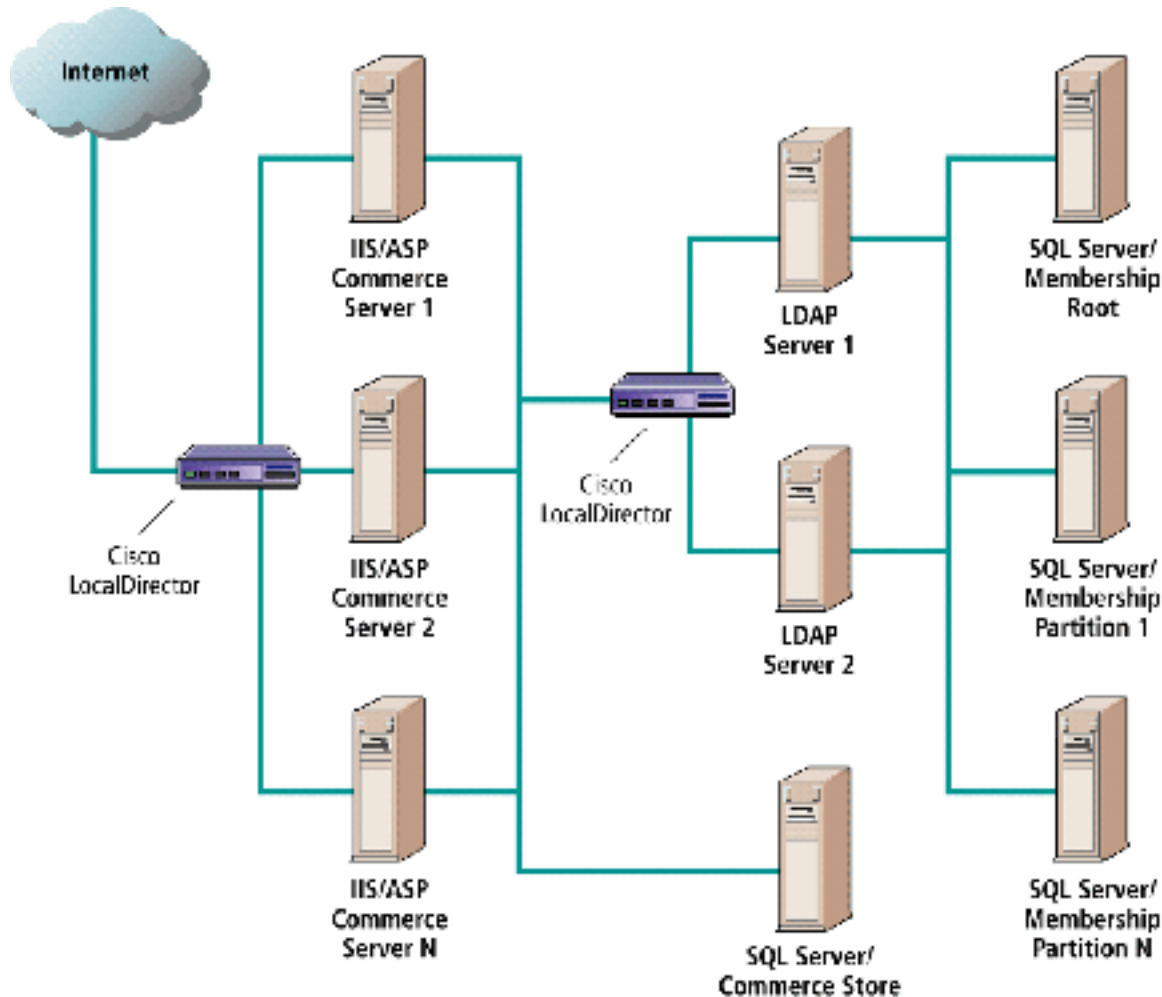 Internet
IIS/ASP
Commerce
Server 1
LDAP
Server 1
SQL Server/
Membership
Root
Cisco
LocalDirector
Cisco
LocalDirector
IIS/ASP
Commerce
Server 2
LDAP
Server 2
SQL Server/
Membership
Partition 1
IIS/ASP
Commerce
Server N
SQL Server/
Commerce Store
SQL Server/
Membership
Partition N